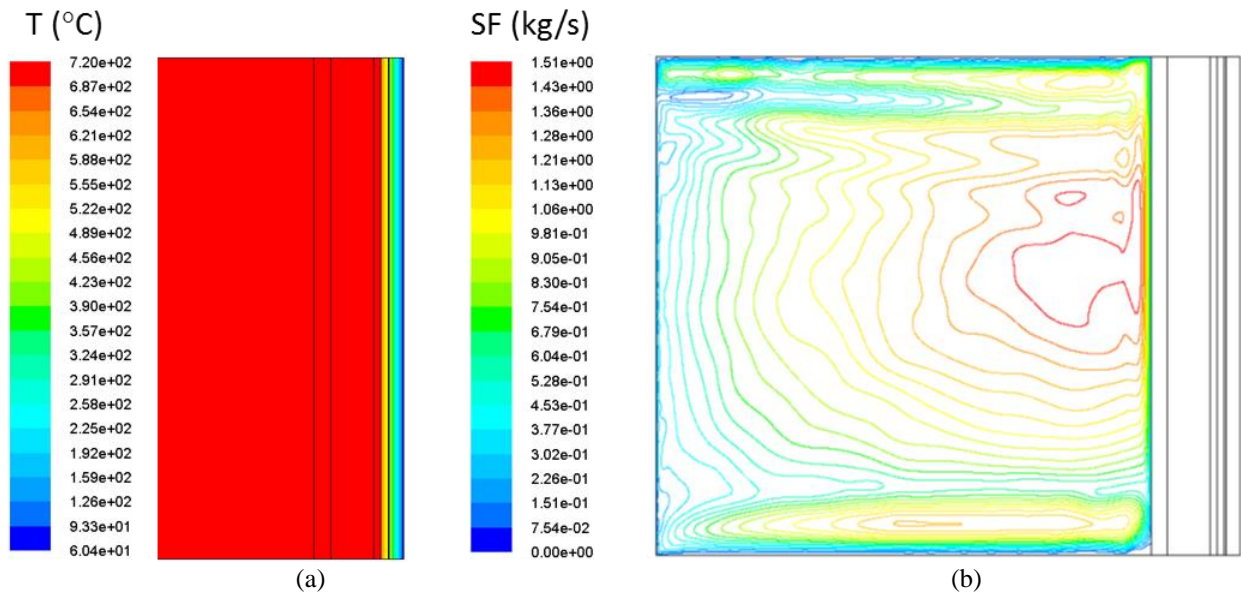 T (°C)
7.20e+02
6.87e+02
6.54e+02
6.21e+02
5.88e+02
5.55e+02
5.22e+02
4.89e+02
4.56e+02
4.23e+02
3.90e+02
3.57e+02
3.24e+02
2.91e+02
2.58e+02
2.25e+02
1.92e+02
1.59e+02
1.26e+02
9.33e+01
6.04e+01
(a)
SF (kg/s)
1.51e+00
1.43e+00
1.36e+00
1.28e+00
1.21e+00
1.13e+00
1.06e+00
9.81e-01
9.05e-01
8.30e-01
7.54e-01
6.79e-01
6.04e-01
5.28e-01
4.53e-01
3.77e-01
3.02e-01
2.26e-01
1.51e-01
7.54e-02
0.00e+00
(b)